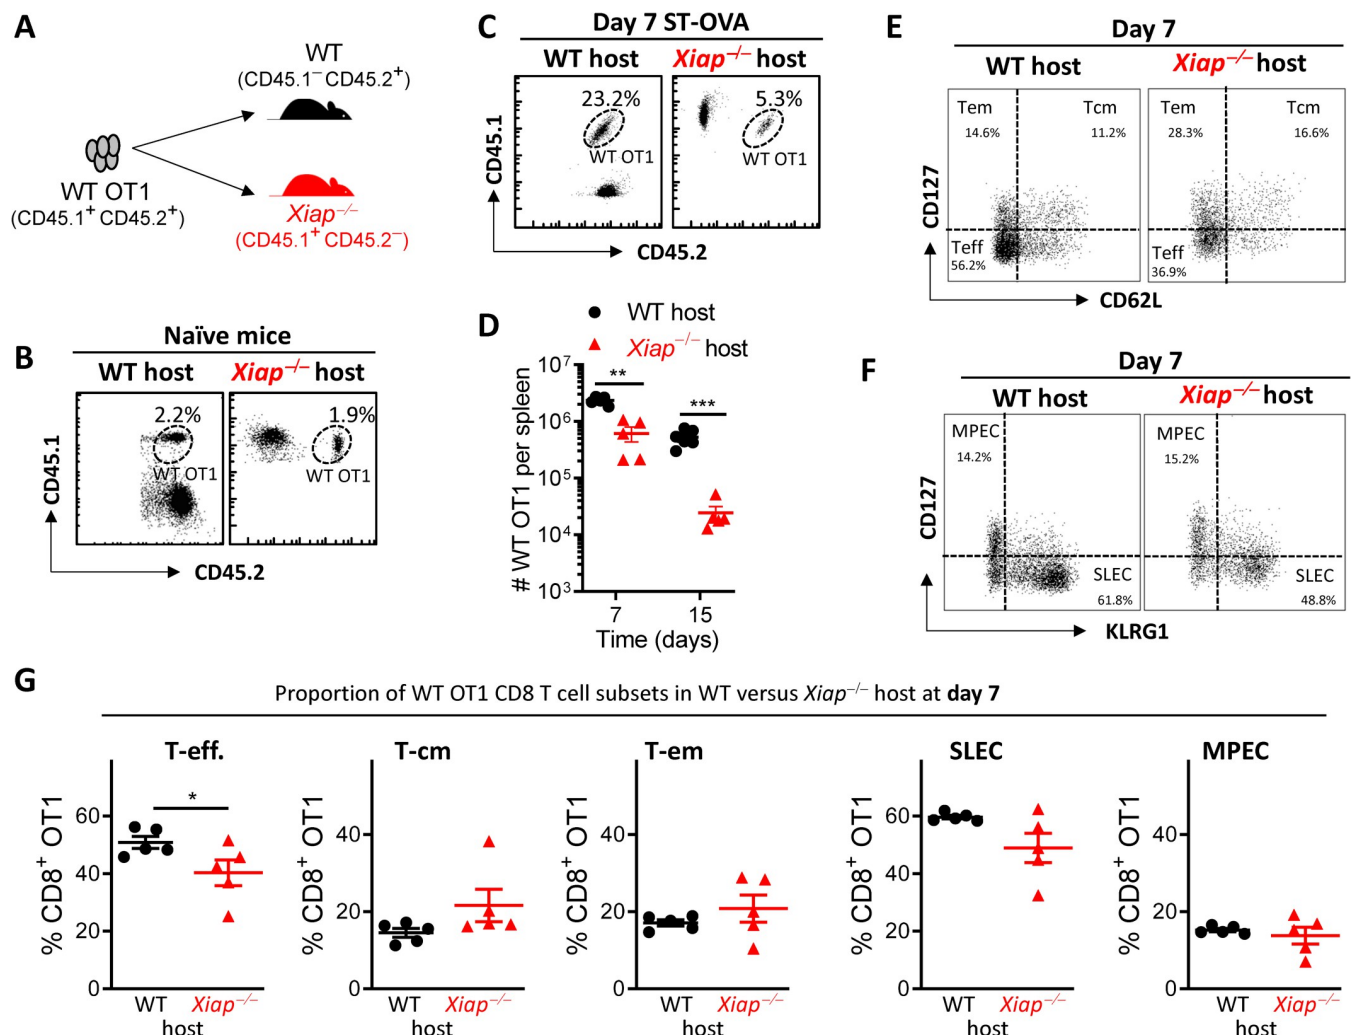 A
WT
(CD45.1⁻ CD45.2⁺)
WT OT1
(CD45.1⁺ CD45.2⁺)
Xiap⁻/⁻
(CD45.1⁺ CD45.2⁻)
B
Naïve mice
WT host
Xiap⁻/⁻ host
2.2%
WT OT1
1.9%
WT OT1
CD45.1
CD45.2
C
Day 7 ST-OVA
WT host
Xiap⁻/⁻ host
23.2%
WT OT1
5.3%
WT OT1
CD45.1
CD45.2
D
WT host
Xiap⁻/⁻ host
# WT OT1 per spleen
10⁷
10⁶
10⁵
10⁴
10³
**
***
7
15
Time (days)
E
Day 7
WT host
Xiap⁻/⁻ host
Tem
14.6%
Tcm
11.2%
Teff
56.2%
Tem
28.3%
Tcm
16.6%
Teff
36.9%
CD127
CD62L
F
Day 7
WT host
Xiap⁻/⁻ host
MPEC
14.2%
SLEC
61.8%
MPEC
15.2%
SLEC
48.8%
CD127
KLRG1
G
Proportion of WT OT1 CD8 T cell subsets in WT versus Xiap⁻/⁻ host at day 7
T-eff.
% CD8⁺ OT1
60
40
20
0
*
WT Xiap⁻/⁻
host
T-cm
% CD8⁺ OT1
40
20
0
WT Xiap⁻/⁻
host
T-em
% CD8⁺ OT1
40
20
0
WT Xiap⁻/⁻
host
SLEC
% CD8⁺ OT1
60
40
20
0
WT Xiap⁻/⁻
host
MPEC
% CD8⁺ OT1
40
20
0
WT Xiap⁻/⁻
host